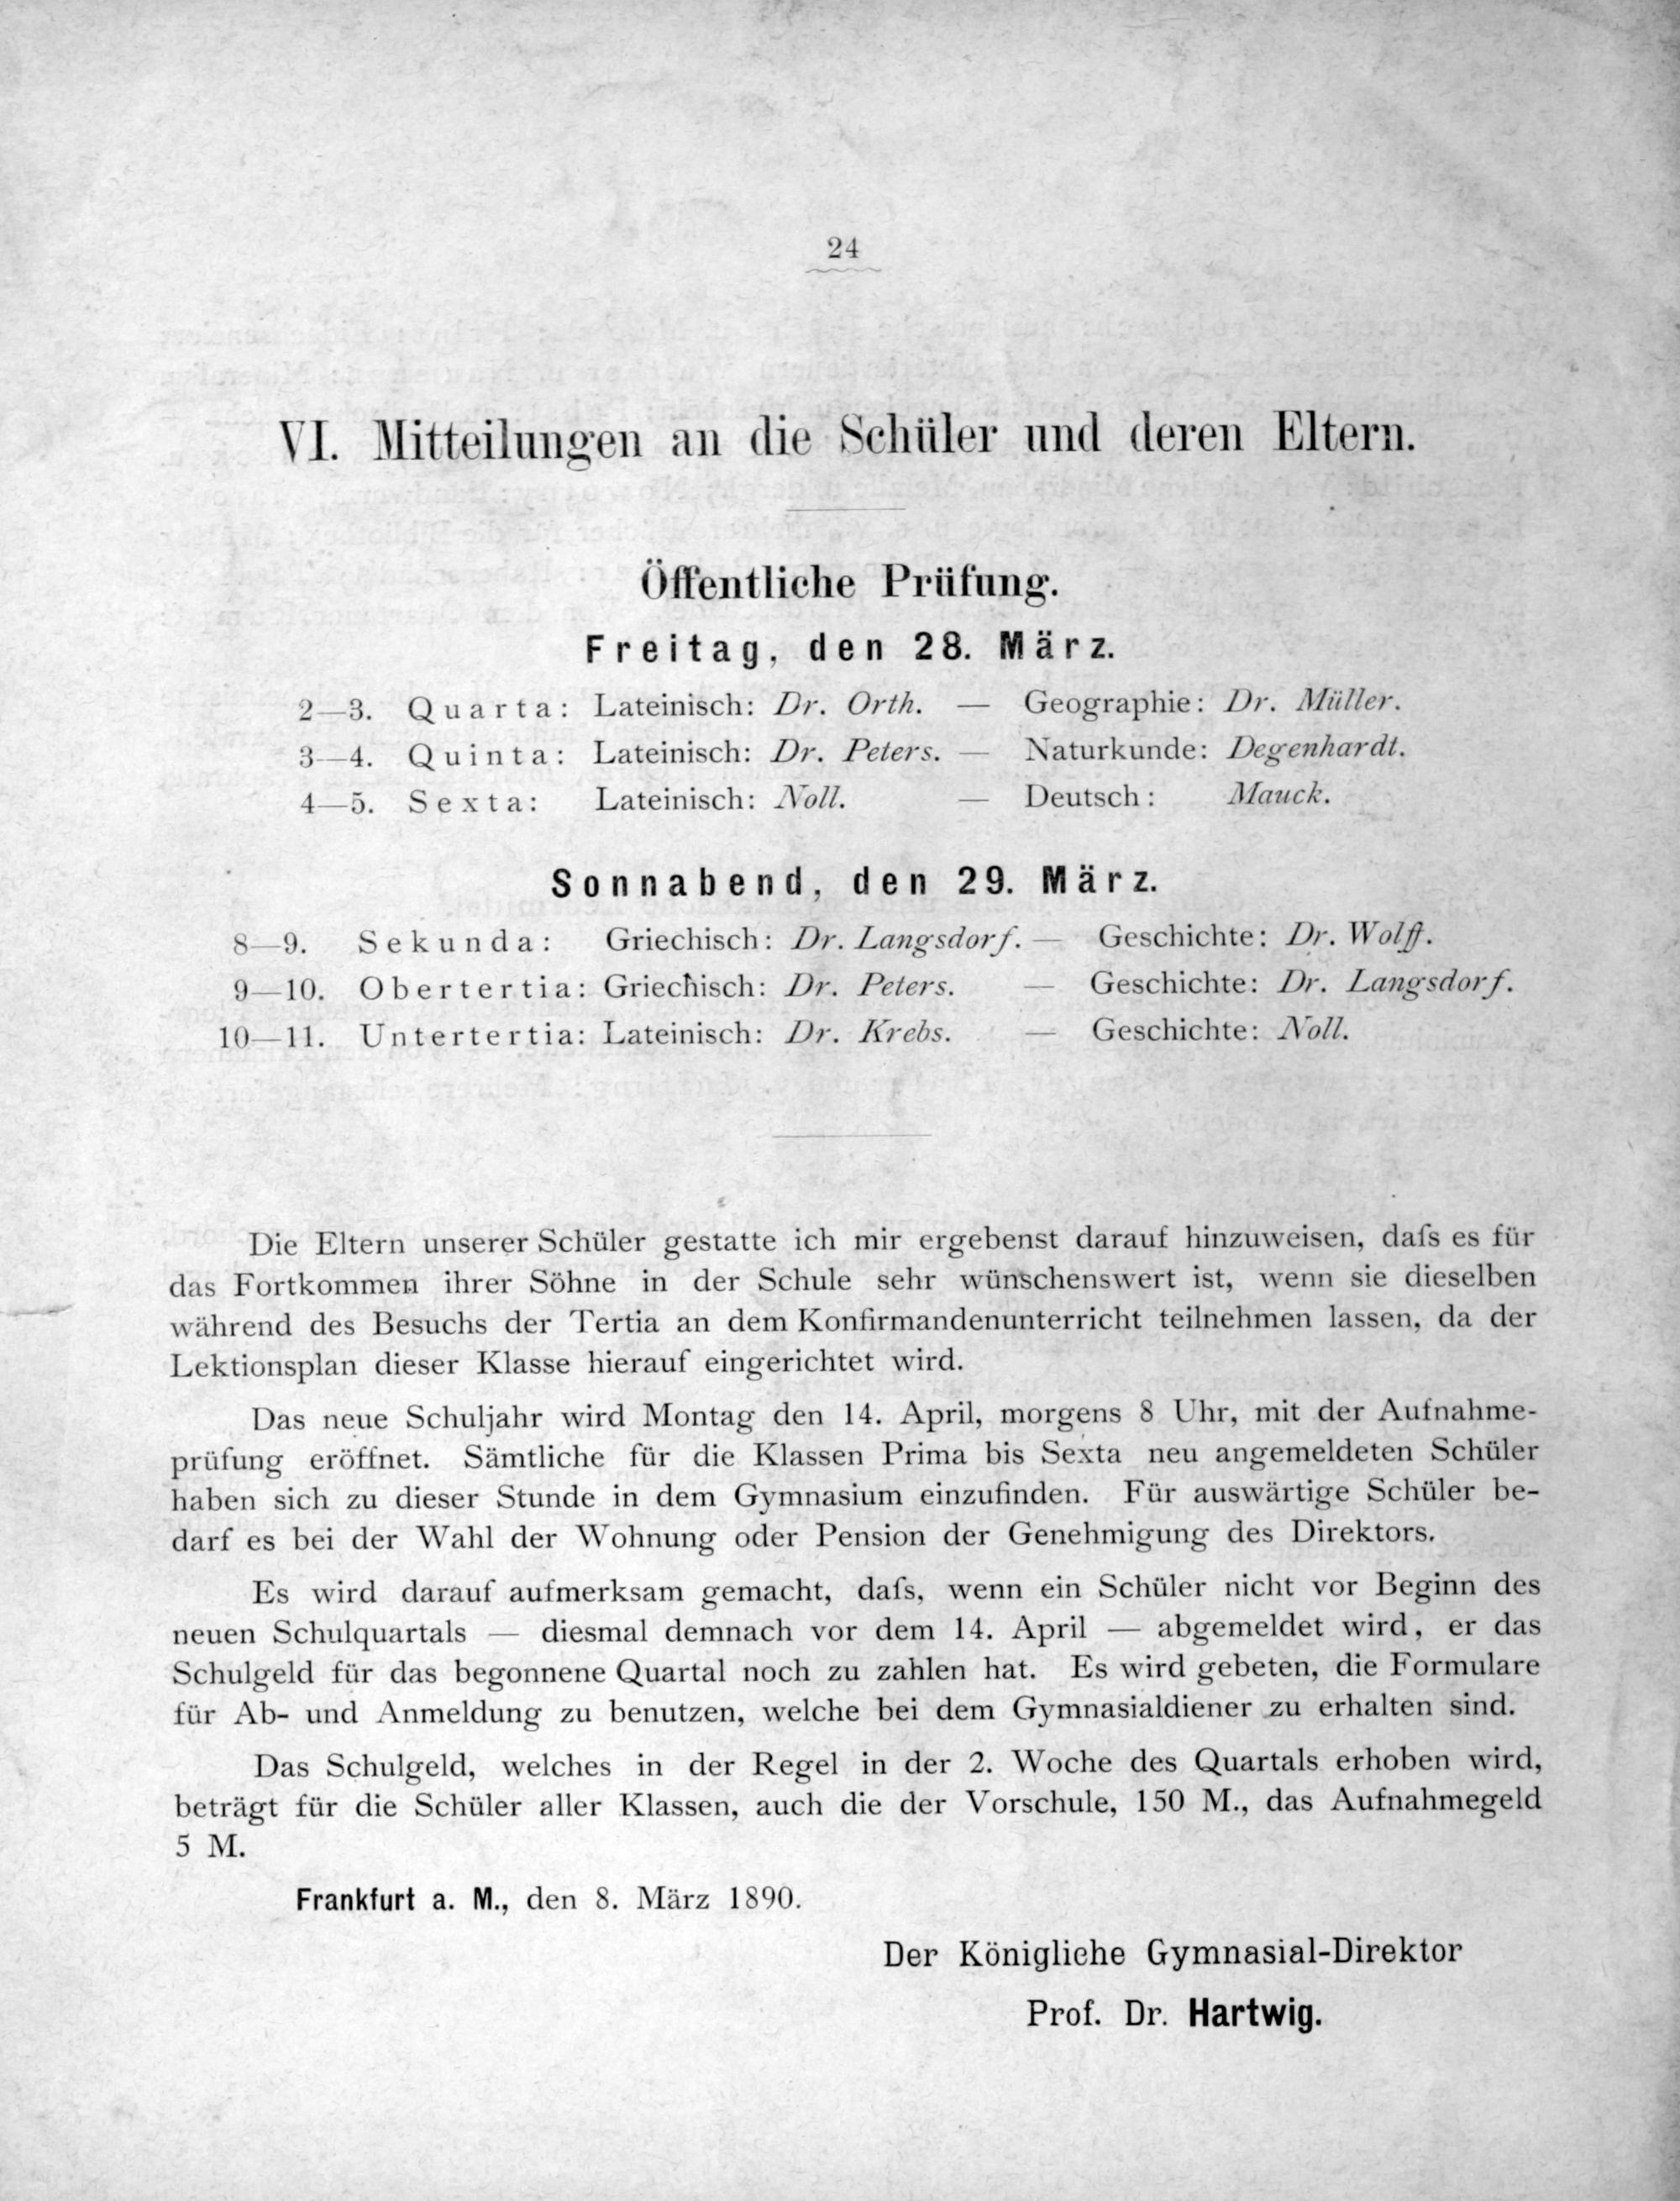 24
VI. Mitteilungen an die Schüler und deren Eltern.
Öffentliche Prüfung.
Freitag, den 28. März.
2—3. Quarta: Lateinisch: Dr. Orth. — Geographie: Dr. Müller.
3—4. Quinta: Lateinisch: Dr. Peters. — Naturkunde: Degenhardt.
4—5. Sexta: Lateinisch: Noll. — Deutsch: Mauck.
Sonnabend, den 29. März.
8—9. Sekunda: Griechisch: Dr. Langsdorf. — Geschichte: Dr. Wolff.
9—10. Obertertia: Griechisch: Dr. Peters. — Geschichte: Dr. Langsdorf.
10—11. Untertertia: Lateinisch: Dr. Krebs. — Geschichte: Noll.
Die Eltern unserer Schüler gestatte ich mir ergebenst darauf hinzuweisen, daſs es für
das Fortkommen ihrer Söhne in der Schule sehr wünschenswert ist, wenn sie dieselben
während des Besuchs der Tertia an dem Konfirmandenunterricht teilnehmen lassen, da der
Lektionsplan dieser Klasse hierauf eingerichtet wird.
Das neue Schuljahr wird Montag den 14. April, morgens 8 Uhr, mit der Aufnahme-
prüfung eröffnet. Sämtliche für die Klassen Prima bis Sexta neu angemeldeten Schüler
haben sich zu dieser Stunde in dem Gymnasium einzufinden. Für auswärtige Schüler be-
darf es bei der Wahl der Wohnung oder Pension der Genehmigung des Direktors.
Es wird darauf aufmerksam gemacht, daſs, wenn ein Schüler nicht vor Beginn des
neuen Schulquartals — diesmal demnach vor dem 14. April — abgemeldet wird, er das
Schulgeld für das begonnene Quartal noch zu zahlen hat. Es wird gebeten, die Formulare
für Ab- und Anmeldung zu benutzen, welche bei dem Gymnasialdiener zu erhalten sind.
Das Schulgeld, welches in der Regel in der 2. Woche des Quartals erhoben wird,
beträgt für die Schüler aller Klassen, auch die der Vorschule, 150 M., das Aufnahmegeld
5 M.
Frankfurt a. M., den 8. März 1890.
Der Königliche Gymnasial-Direktor
Prof. Dr. Hartwig.